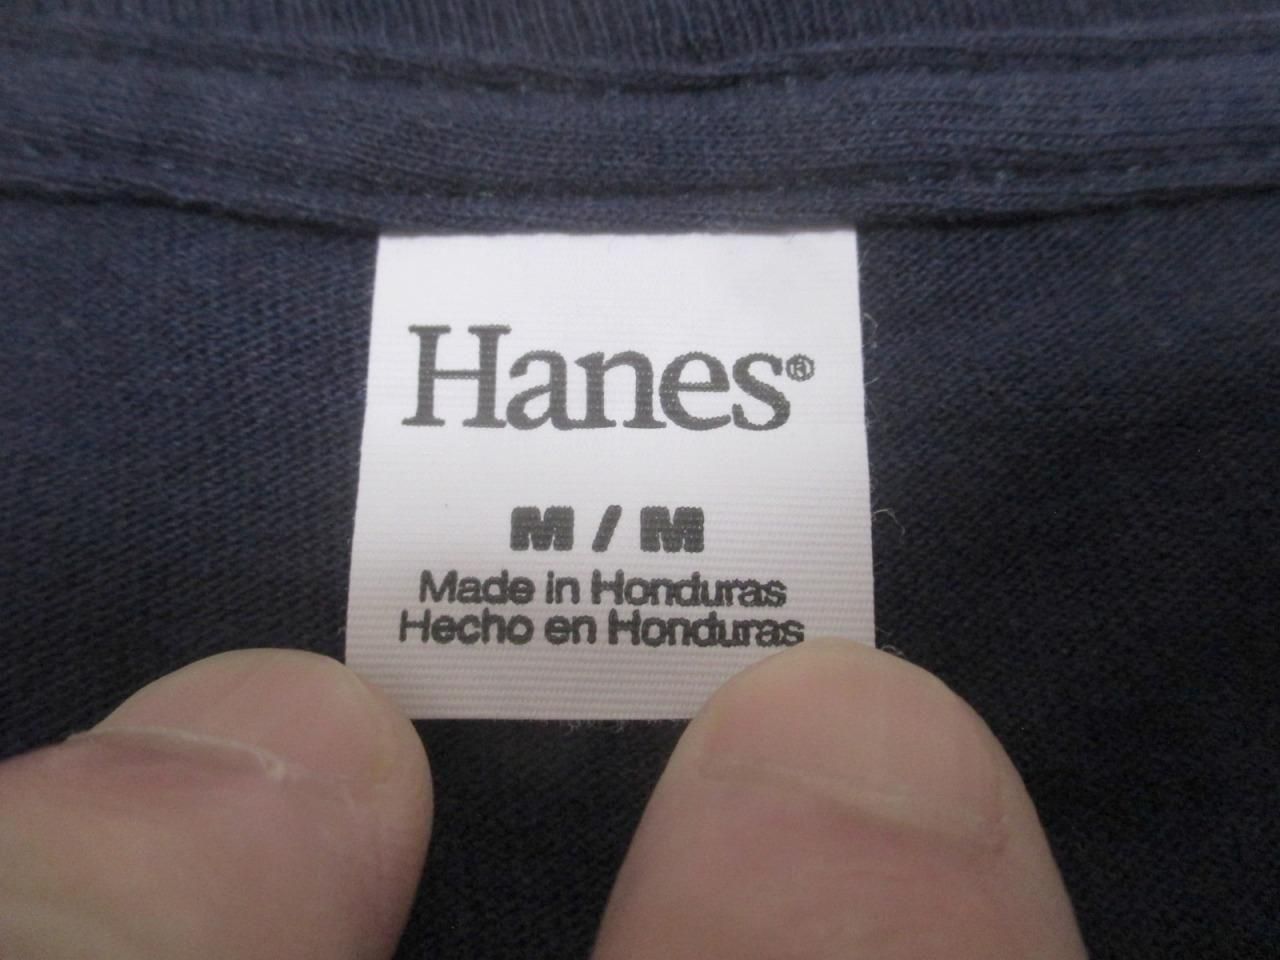 Hanes®
M / M
Made in Honduras
Hecho en Honduras